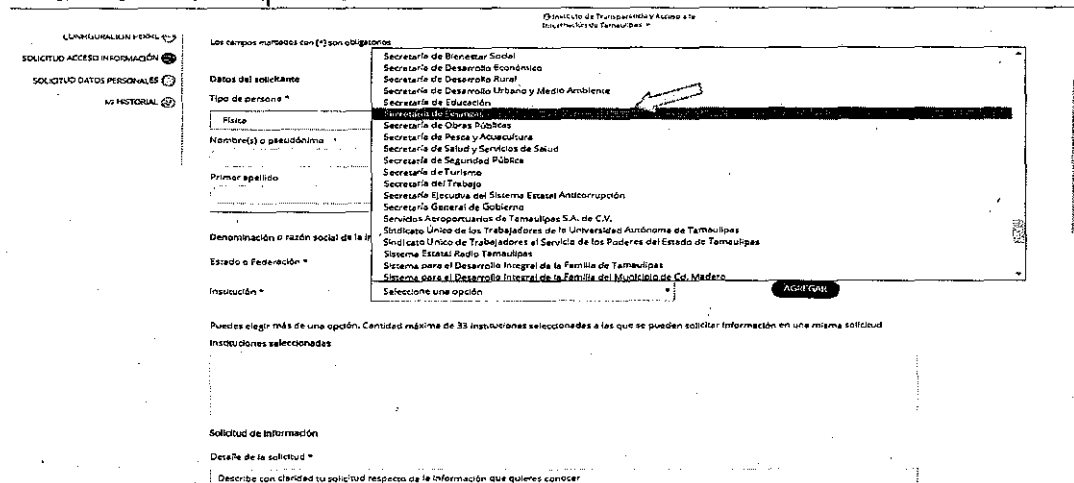 Instituto de Transparencia y Acceso a la
Información de Tamaulipas
CONFIGURACIÓN PERFIL
Los campos marcados con [*] son obligatorios
SOLICITUD ACCESO INFORMACIÓN
SOLICITUD DATOS PERSONALES
MI HISTORIAL
Datos del solicitante
Tipo de persona *
Física
Nombre(s) o pseudónimo
Primer apellido
Secretaría de Bienestar Social
Secretaría de Desarrollo Económico
Secretaría de Desarrollo Rural
Secretaría de Desarrollo Urbano y Medio Ambiente
Secretaría de Educación
Secretaría de Finanzas
Secretaría de Obras Públicas
Secretaría de Pesca y Acuacultura
Secretaría de Salud y Servicios de Salud
Secretaría de Seguridad Pública
Secretaría de Turismo
Secretaría del Trabajo
Secretaría Ejecutiva del Sistema Estatal Anticorrupción
Secretaría General de Gobierno
Servicios Aeroportuarios de Tamaulipas S.A. de C.V.
Sindicato Único de los Trabajadores de la Universidad Autónoma de Tamaulipas
Sindicato Unico de Trabajadores al Servicio de los Poderes del Estado de Tamaulipas
Sistema Estatal Radio Tamaulipas
Sistema para el Desarrollo Integral de la Familia de Tamaulipas
Sistema para el Desarrollo Integral de la Familia del Municipio de Cd. Madero
Denominación o razón social de la
Estado o Federación *
Institución *
Seleccione una opción
AGREGAR
Puedes elegir más de una opción. Cantidad máxima de 33 instituciones seleccionadas a las que se pueden solicitar información en una misma solicitud
Instituciones seleccionadas
Solicitud de información
Detalle de la solicitud *
Describe con claridad tu solicitud respecto de la información que quieres conocer